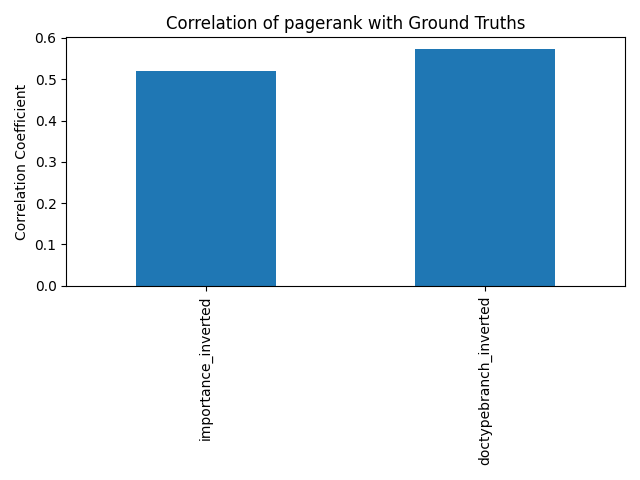 Correlation of pagerank with Ground Truths
Correlation Coefficient
0.6
0.5
0.4
0.3
0.2
0.1
0.0
importance_inverted
doctypebranch_inverted